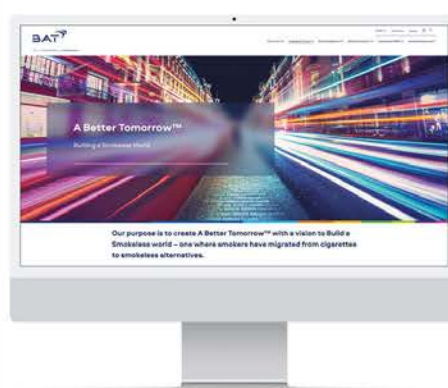 BAT
A Better Tomorrow™
Building a Smokeless World
Our purpose is to create A Better Tomorrow™ with a vision to Build a
Smokeless world – one where smokers have migrated from cigarettes
to smokeless alternatives.